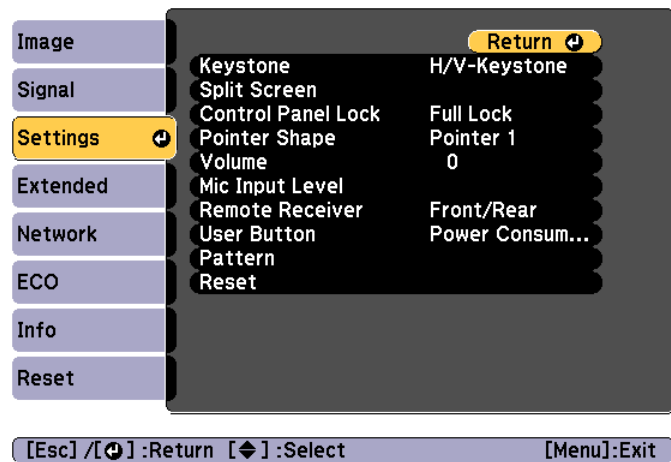 Image
Signal
Settings
Extended
Network
ECO
Info
Reset
Return
Keystone H/V-Keystone
Split Screen
Control Panel Lock Full Lock
Pointer Shape Pointer 1
Volume 0
Mic Input Level
Remote Receiver Front/Rear
User Button Power Consum...
Pattern
Reset
[Esc] /[⏎] :Return [◆] :Select [Menu]:Exit